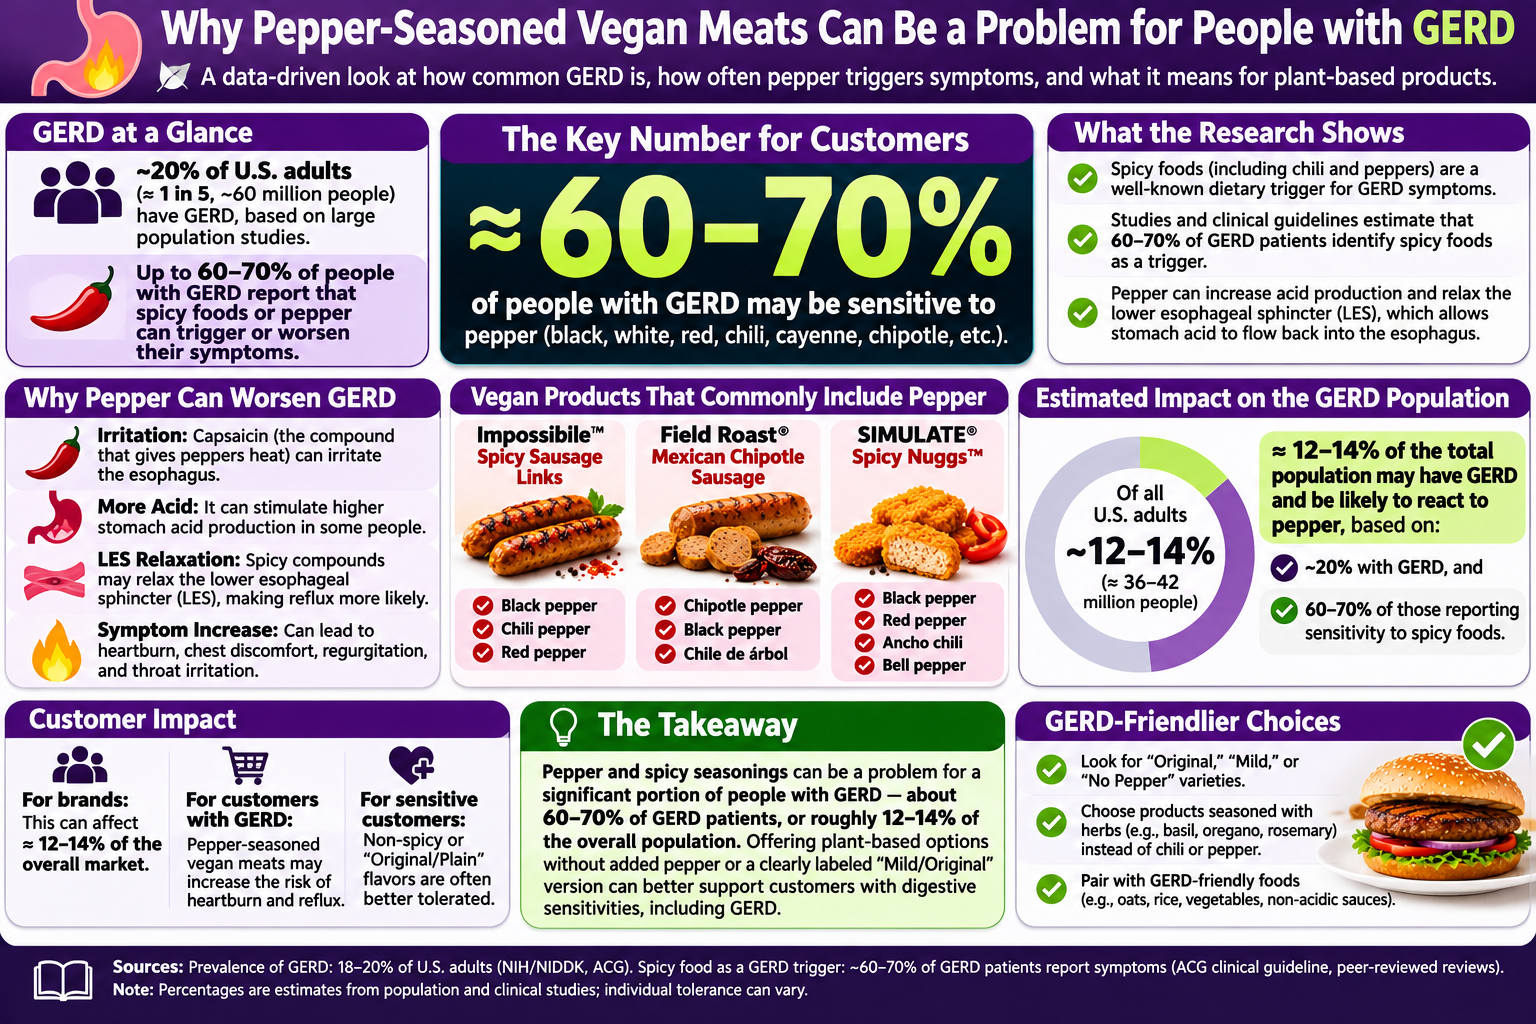 Why Pepper-Seasoned Vegan Meats Can Be a Problem for People with GERD
A data-driven look at how common GERD is, how often pepper triggers symptoms, and what it means for plant-based products.
GERD at a Glance
~20% of U.S. adults
(≈ 1 in 5, ~60 million people)
have GERD, based on large
population studies.
Up to 60–70% of people
with GERD report that
spicy foods or pepper
can trigger or worsen
their symptoms.
The Key Number for Customers
≈60–70%
of people with GERD may be sensitive to
pepper (black, white, red, chili, cayenne, chipotle, etc.).
What the Research Shows
Spicy foods (including chili and peppers) are a
well-known dietary trigger for GERD symptoms.
Studies and clinical guidelines estimate that
60–70% of GERD patients identify spicy foods
as a trigger.
Pepper can increase acid production and relax the
lower esophageal sphincter (LES), which allows
stomach acid to flow back into the esophagus.
Why Pepper Can Worsen GERD
Irritation: Capsaicin (the compound
that gives peppers heat) can irritate
the esophagus.
More Acid: It can stimulate higher
stomach acid production in some people.
LES Relaxation: Spicy compounds
may relax the lower esophageal
sphincter (LES), making reflux more likely.
Symptom Increase: Can lead to
heartburn, chest discomfort, regurgitation,
and throat irritation.
Vegan Products That Commonly Include Pepper
Impossibile™
Spicy Sausage
Links
Black pepper
Chili pepper
Red pepper
Field Roast®
Mexican Chipotle
Sausage
Chipotle pepper
Black pepper
Chile de árbol
SIMULATE®
Spicy Nuggs™
Black pepper
Red pepper
Ancho chili
Bell pepper
Estimated Impact on the GERD Population
Of all
U.S. adults
~12–14%
(≈ 36–42
million people)
≈ 12–14% of the total
population may have GERD
and be likely to react to
pepper, based on:
~20% with GERD, and
60–70% of those reporting
sensitivity to spicy foods.
Customer Impact
For brands:
This can affect
≈ 12–14% of the
overall market.
For customers
with GERD:
Pepper-seasoned
vegan meats may
increase the risk of
heartburn and reflux.
For sensitive
customers:
Non-spicy or
“Original/Plain”
flavors are often
better tolerated.
The Takeaway
Pepper and spicy seasonings can be a problem for a
significant portion of people with GERD — about
60–70% of GERD patients, or roughly 12–14% of
the overall population. Offering plant-based options
without added pepper or a clearly labeled “Mild/Original”
version can better support customers with digestive
sensitivities, including GERD.
GERD-Friendlier Choices
Look for “Original,” “Mild,” or
“No Pepper” varieties.
Choose products seasoned with
herbs (e.g., basil, oregano, rosemary)
instead of chili or pepper.
Pair with GERD-friendly foods
(e.g., oats, rice, vegetables, non-acidic sauces).
Sources: Prevalence of GERD: 18–20% of U.S. adults (NIH/NIDDK, ACG). Spicy food as a GERD trigger: ~60–70% of GERD patients report symptoms (ACG clinical guideline, peer-reviewed reviews).
Note: Percentages are estimates from population and clinical studies; individual tolerance can vary.